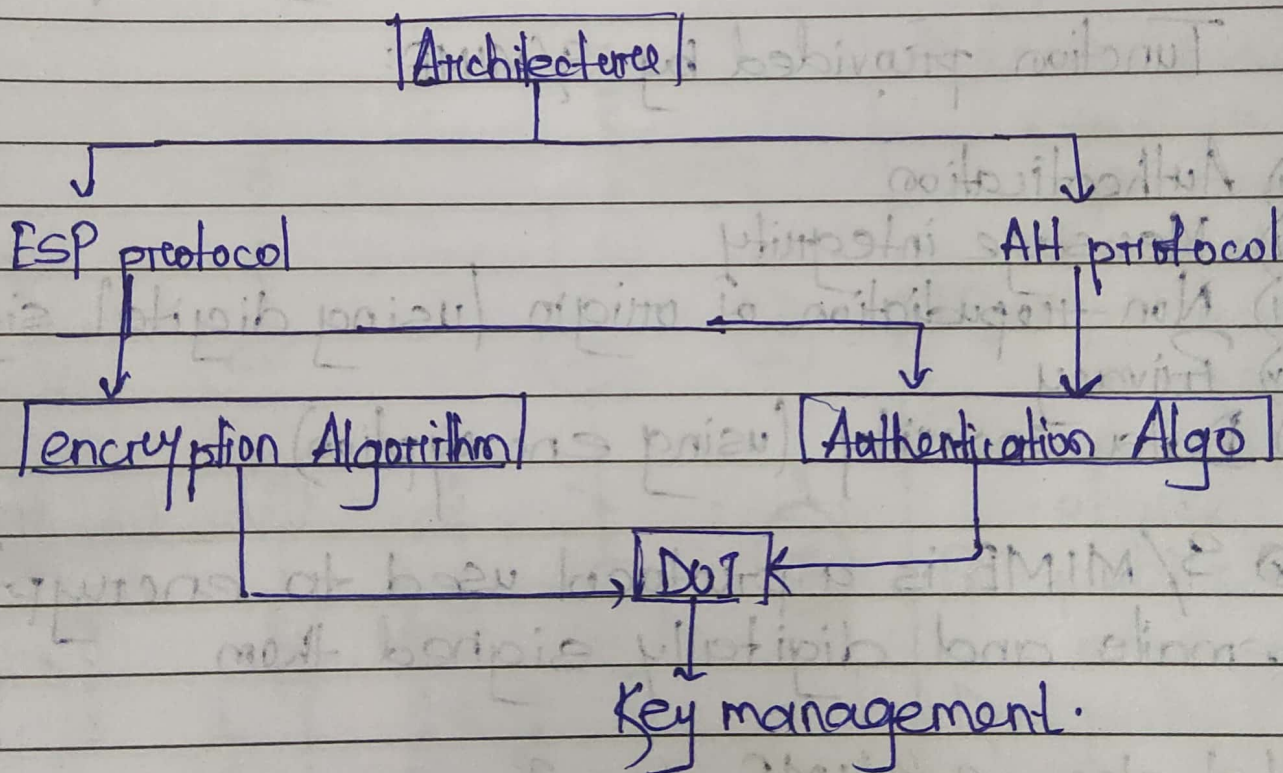 Architecture
ESP protocol AH protocol
encryption Algorithm Authentication Algo
DOI
Key management.